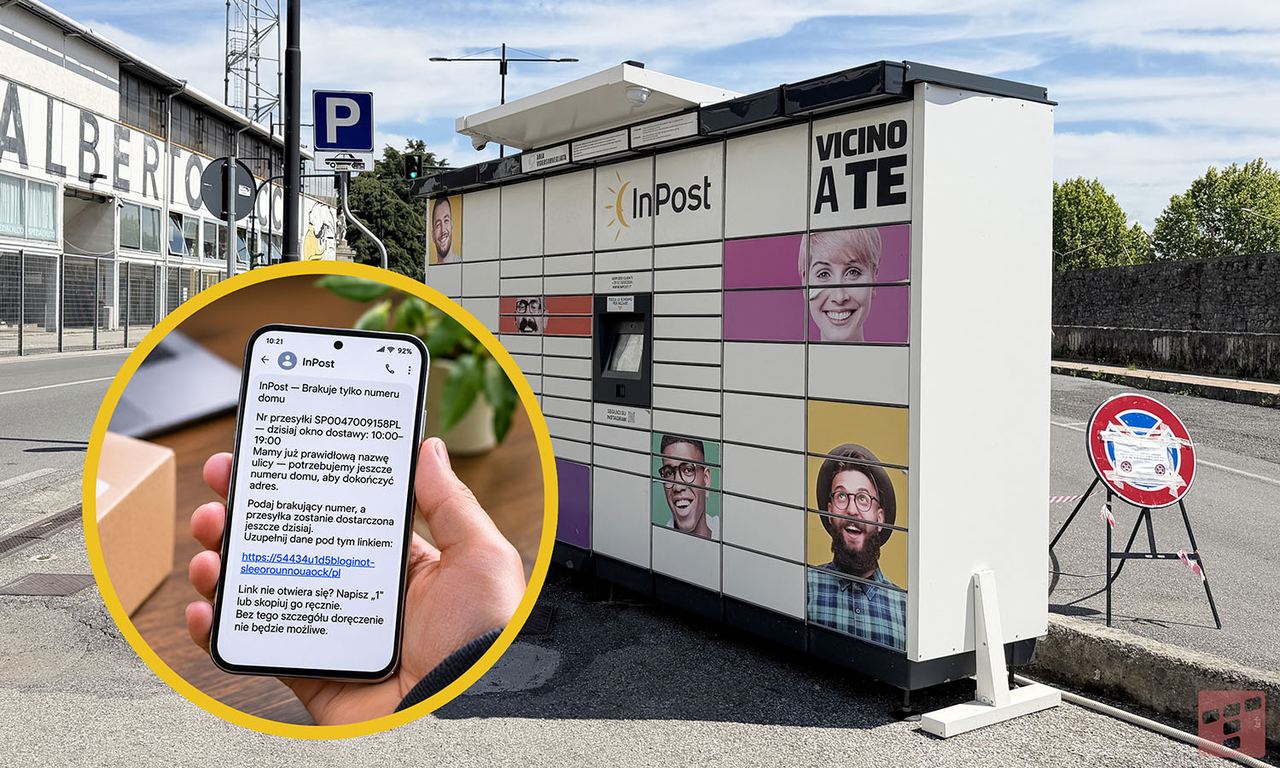 ALBERTO
P
InPost
VICINO
A TE
10:21
92%
InPost
InPost — Brakuje tylko numeru
domu
Nr przesyłki SP0047009158PL
— dzisiaj okno dostawy: 10:00–
19:00
Mamy już prawidłową nazwę
ulicy — potrzebujemy jeszcze
numeru domu, aby dokończyć
adres.
Podaj brakujący numer, a
przesyłka zostanie dostarczona
jeszcze dzisiaj.
Uzupełnij dane pod tym linkiem:
https://54434u1d5bloginot-
sleeorounnouaock/pl
Link nie otwiera się? Napisz „1”
lub skopiuj go ręcznie.
Bez tego szczegółu doręczenie
nie będzie możliwe.